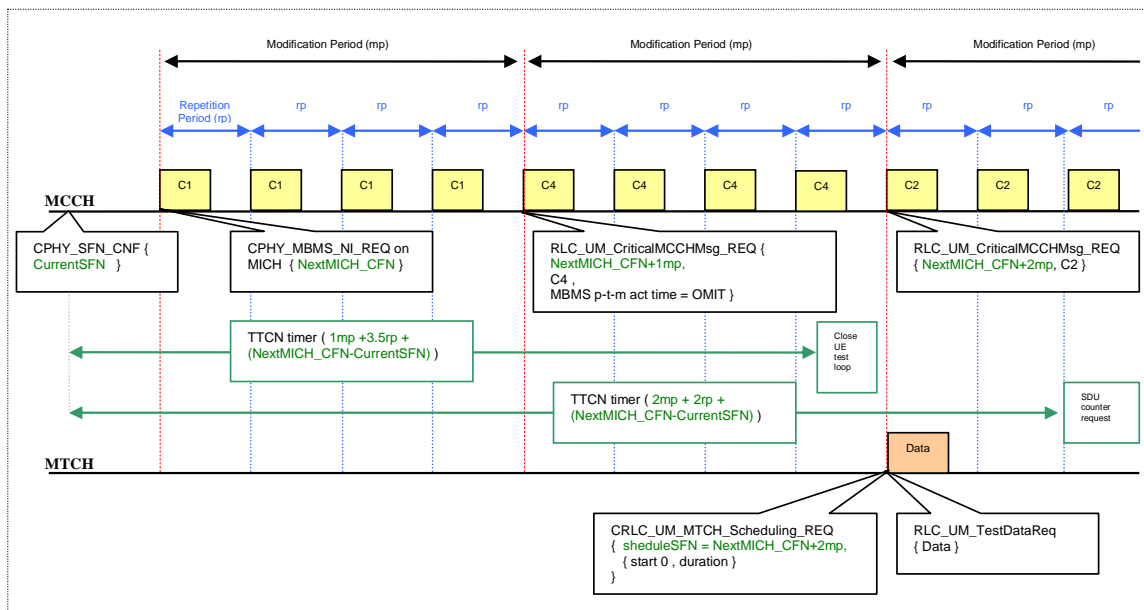 Modification Period (mp)
Modification Period (mp)
Modification Period (mp)
Repetition
Period (rp)
rp
rp
rp
rp
rp
rp
rp
rp
rp
rp
C1
C1
C1
C1
C4
C4
C4
C4
C2
C2
C2
MCCH
CPHY_SFN_CNF {
CurrentSFN }
CPHY_MBMS_NI_REQ on
MICH { NextMICH_CFN }
RLC_UM_CriticalMCCHMsg_REQ {
NextMICH_CFN+1mp,
C4 ,
MBMS p-t-m act time = OMIT }
RLC_UM_CriticalMCCHMsg_REQ
{ NextMICH_CFN+2mp, C2 }
TTCN timer ( 1mp +3.5rp +
(NextMICH_CFN-CurrentSFN) )
Close
UE
test
loop
TTCN timer ( 2mp + 2rp +
(NextMICH_CFN-CurrentSFN) )
SDU
counter
request
Data
MTCH
CRLC_UM_MTCH_Scheduling_REQ
{ sheduleSFN = NextMICH_CFN+2mp,
{ start 0 , duration }
}
RLC_UM_TestDataReq
{ Data }